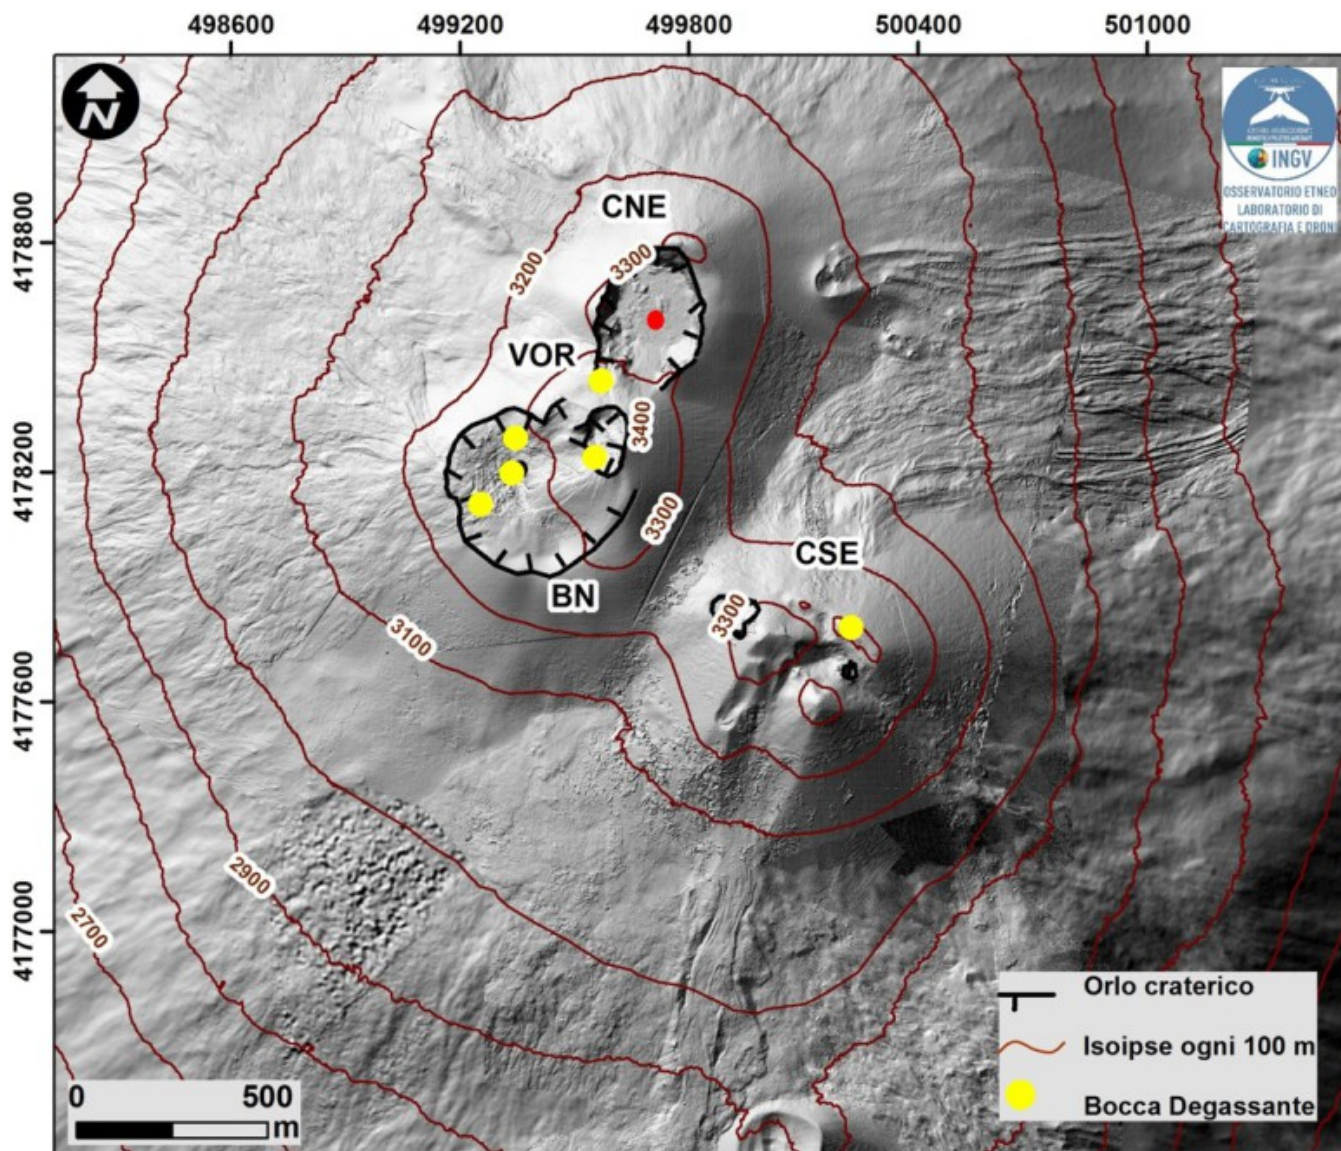 498600 499200 499800 500400 501000
N
INGV
OSSERVATORIO ETNEO
LABORATORIO DI
CARTOGRAFIA E DRONI
4178800
4178200
4177600
4177000
CNE
3300
3200
VOR
3400
3300
CSE
BN
3300
3100
2900
2700
Orlo craterico
Isoipse ogni 100 m
Bocca Degassante
0 500
m